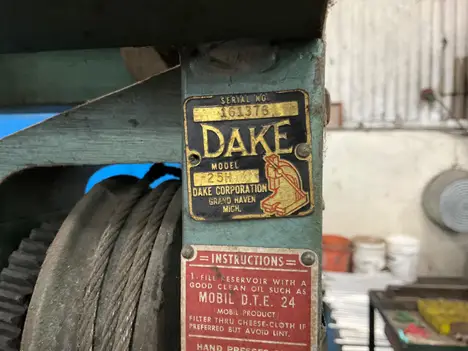 SERIAL NO.
161376
DAKE
MODEL
25H
DAKE CORPORATION
GRAND HAVEN
MICH.
INSTRUCTIONS
1-FILL RESERVOIR WITH A
GOOD CLEAN OIL SUCH AS
MOBIL D.T.E. 24
MOBIL PRODUCT
FILTER THRU CHEESE-CLOTH IF
PREFERRED BUT AVOID LINT.
HAND PRESSES